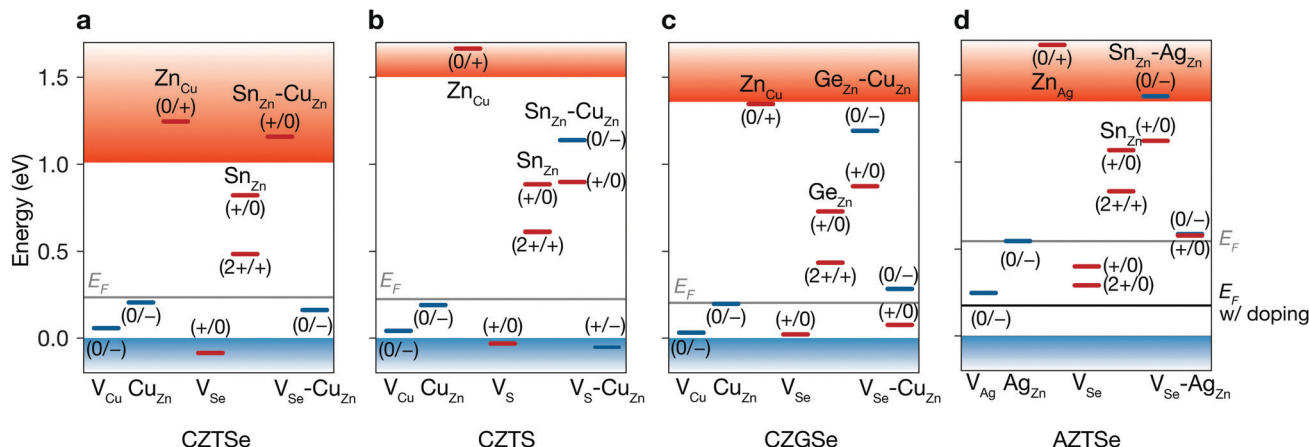 a
b
c
d
Energy (eV)
1.5
1.0
0.5
0.0
Zn_Cu
(0/+)
Sn_Zn-Cu_Zn
(+/0)
Sn_Zn
(+/0)
(2+/+)
E_F
(0/−)
(0/−)
(+/0)
(0/−)
V_Cu Cu_Zn V_Se V_Se-Cu_Zn
CZTSe
(0/+)
Zn_Cu
Sn_Zn-Cu_Zn
(0/−)
Sn_Zn
(+/0)
(+/0)
(2+/+)
E_F
(0/−)
(0/−)
(+/0)
(+/−)
V_Cu Cu_Zn V_S V_S-Cu_Zn
CZTS
Zn_Cu
(0/+)
Ge_Zn-Cu_Zn
(0/−)
(+/0)
Ge_Zn
(+/0)
(2+/+)
(0/−)
E_F
(0/−)
(0/−)
(+/0)
(+/0)
V_Cu Cu_Zn V_Se V_Se-Cu_Zn
CZGSe
(0/+)
Zn_Ag
Sn_Zn-Ag_Zn
(0/−)
Sn_Zn
(+/0)
(+/0)
(2+/+)
(0/−)
(+/0)
E_F
(0/−)
(+/0)
(2+/0)
(0/−)
E_F
w/ doping
V_Ag Ag_Zn V_Se V_Se-Ag_Zn
AZTSe